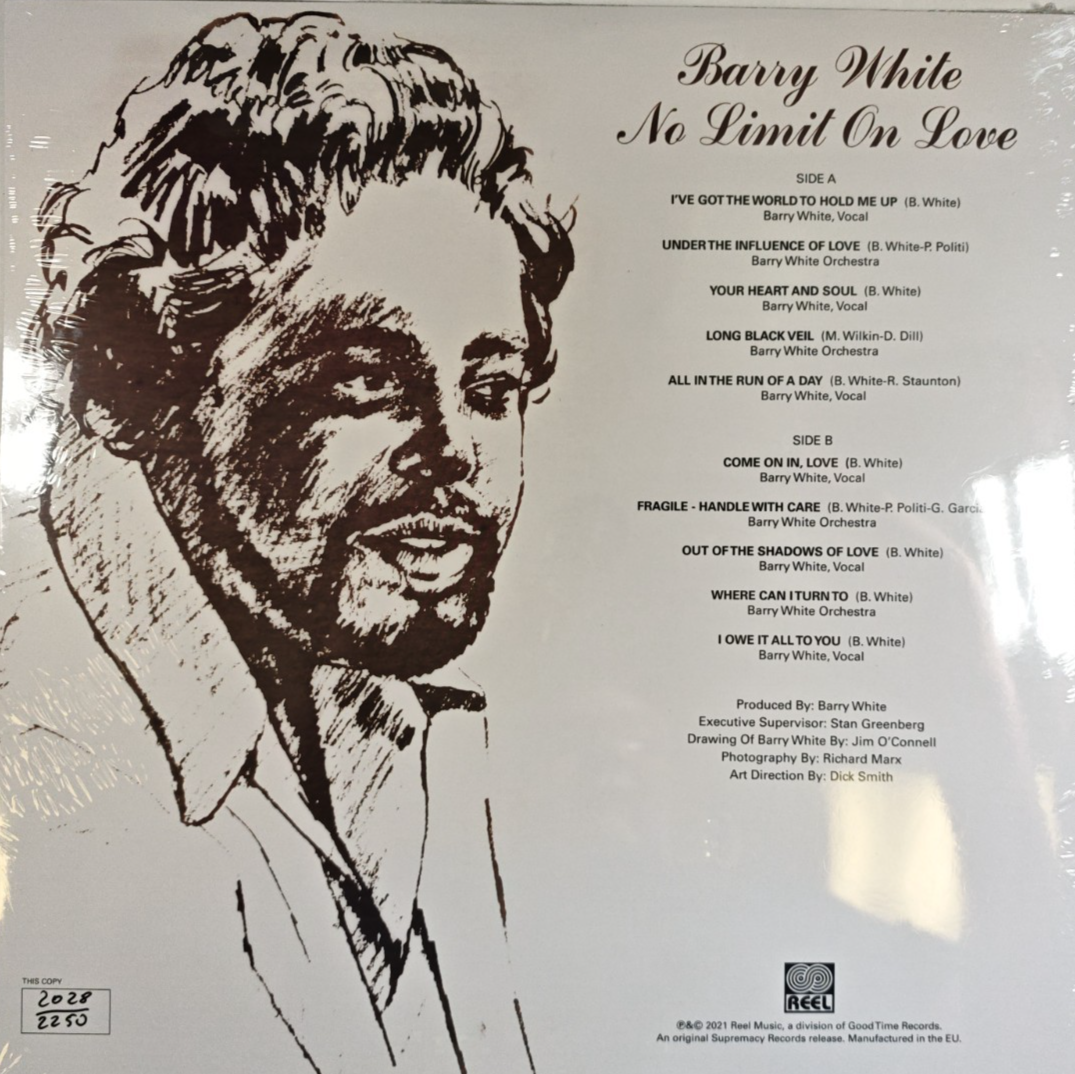 Barry White
No Limit On Love
SIDE A
I'VE GOT THE WORLD TO HOLD ME UP (B. White)
Barry White, Vocal
UNDER THE INFLUENCE OF LOVE (B. White-P. Politi)
Barry White Orchestra
YOUR HEART AND SOUL (B. White)
Barry White, Vocal
LONG BLACK VEIL (M. Wilkin-D. Dill)
Barry White Orchestra
ALL IN THE RUN OF A DAY (B. White-R. Staunton)
Barry White, Vocal
SIDE B
COME ON IN, LOVE (B. White)
Barry White, Vocal
FRAGILE - HANDLE WITH CARE (B. White-P. Politi-G.
Barry White Orchestra
OUT OF THE SHADOWS OF LOVE (B. White)
Barry White, Vocal
WHERE CAN I TURN TO (B. White)
Barry White Orchestra
I OWE IT ALL TO YOU (B. White)
Barry White, Vocal
Produced By: Barry White
Executive Supervisor: Stan Greenberg
Drawing Of Barry White By: Jim O'Connell
Photography By: Richard Marx
Art Direction By: Dick Smith
THIS COPY
2028
2250
REEL
℗&© 2021 Reel Music, a division of Good Time Records.
An original Supremacy Records release. Manufactured in the EU.